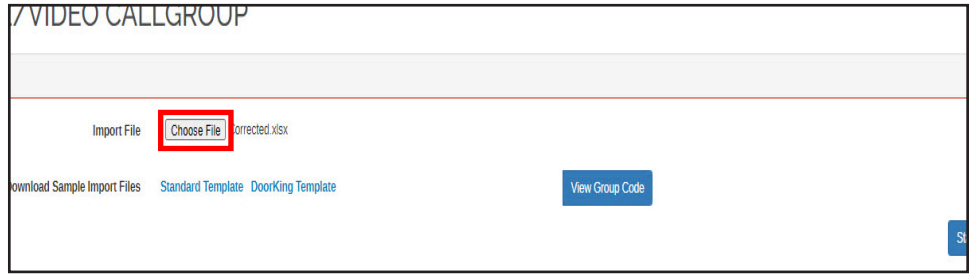 /VIDEO CALLGROUP
Import File Choose File orrected.xlsx
Download Sample Import Files Standard Template DoorKing Template View Group Code
St